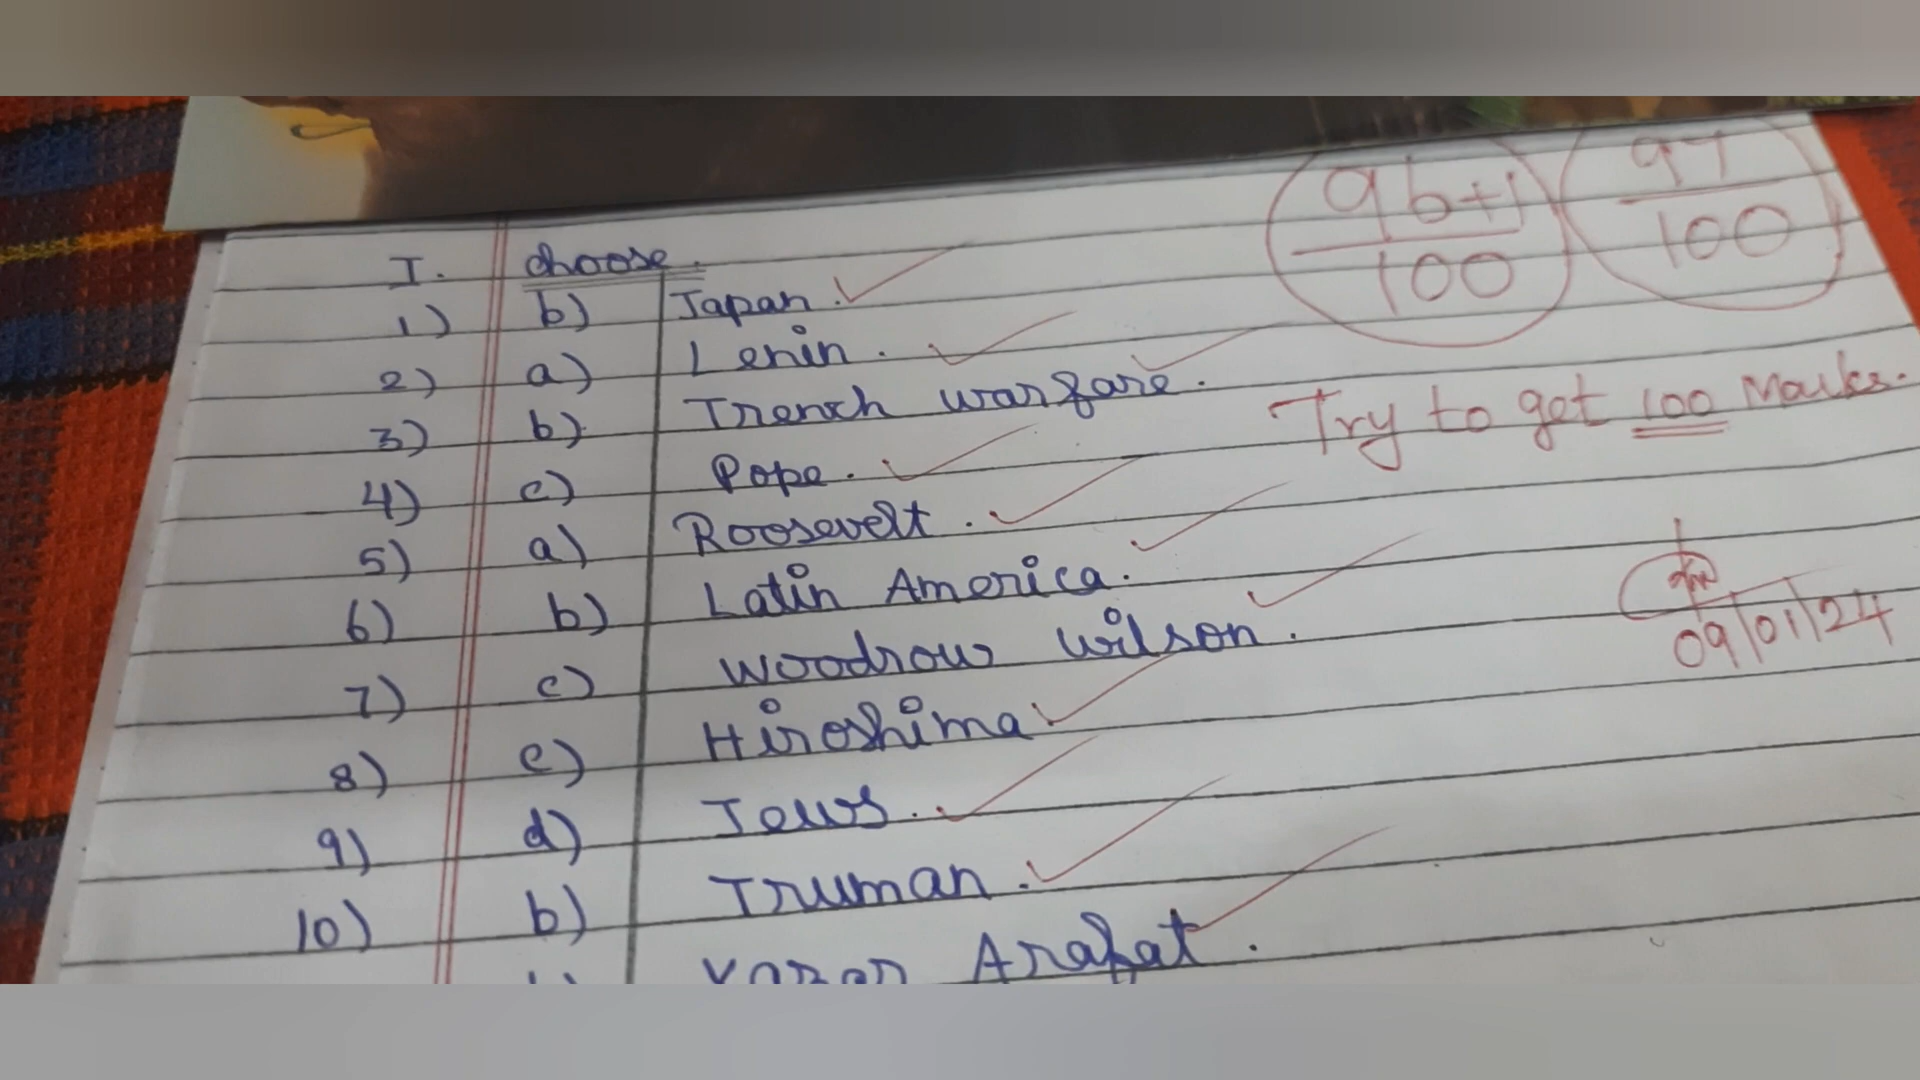 96+1
100
97
100
I. choose.
1) b) Japan.
2) a) Lenin.
3) b) Trench warfare.
Try to get 100 Marks.
4) c) Pope.
5) a) Roosevelt.
6) b) Latin America.
7) c) Woodrow Wilson.
09/01/24
8) c) Hiroshima
9) d) Jews.
10) b) Truman.
Arafat.